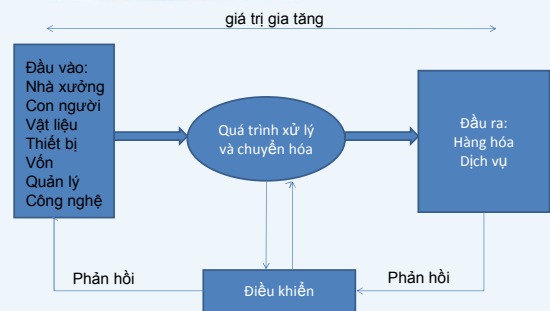 giá trị gia tăng
Đầu vào:
Nhà xưởng
Con người
Vật liệu
Thiết bị
Vốn
Quản lý
Công nghệ
Quá trình xử lý
và chuyển hóa
Đầu ra:
Hàng hóa
Dịch vụ
Phản hồi
Điều khiển
Phản hồi